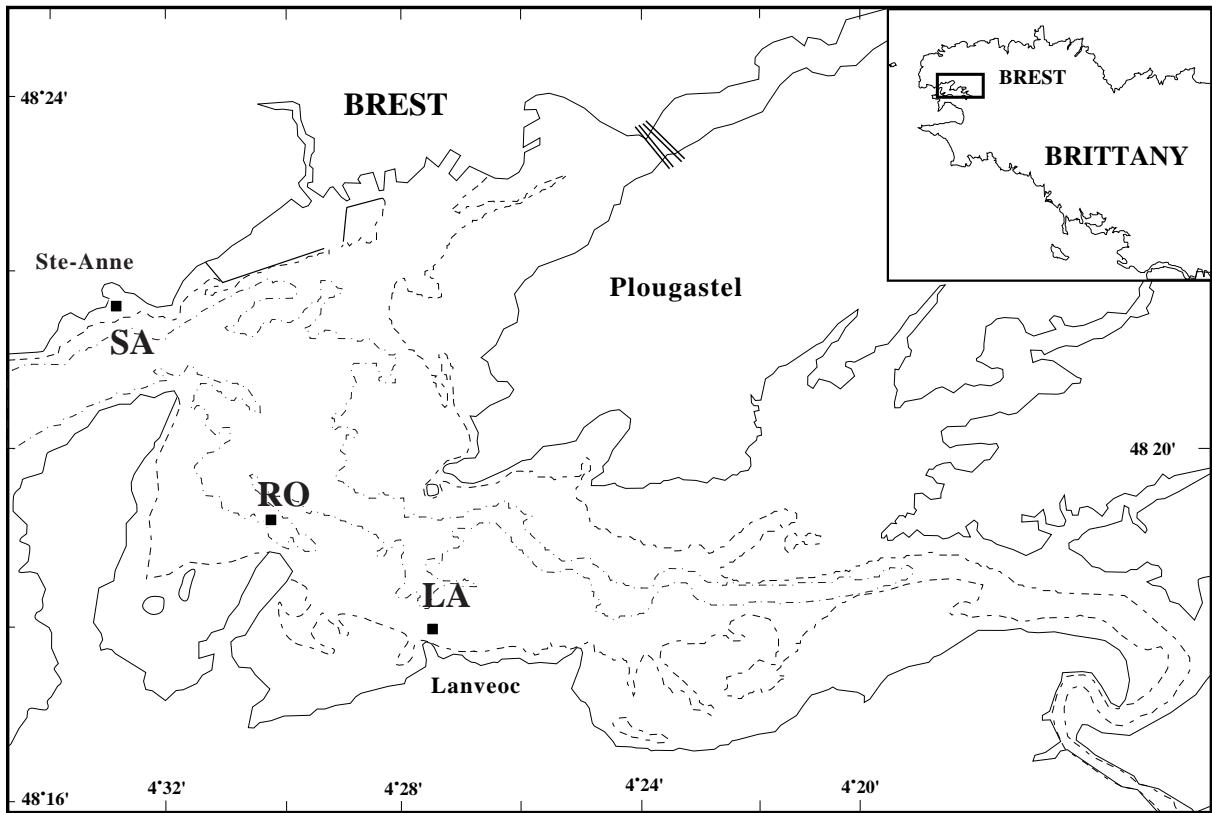 48°24'
BREST
BREST
BRITTANY
Ste-Anne
Plougastel
SA
48 20'
RO
LA
Lanveoc
48°16'
4°32'
4°28'
4°24'
4°20'